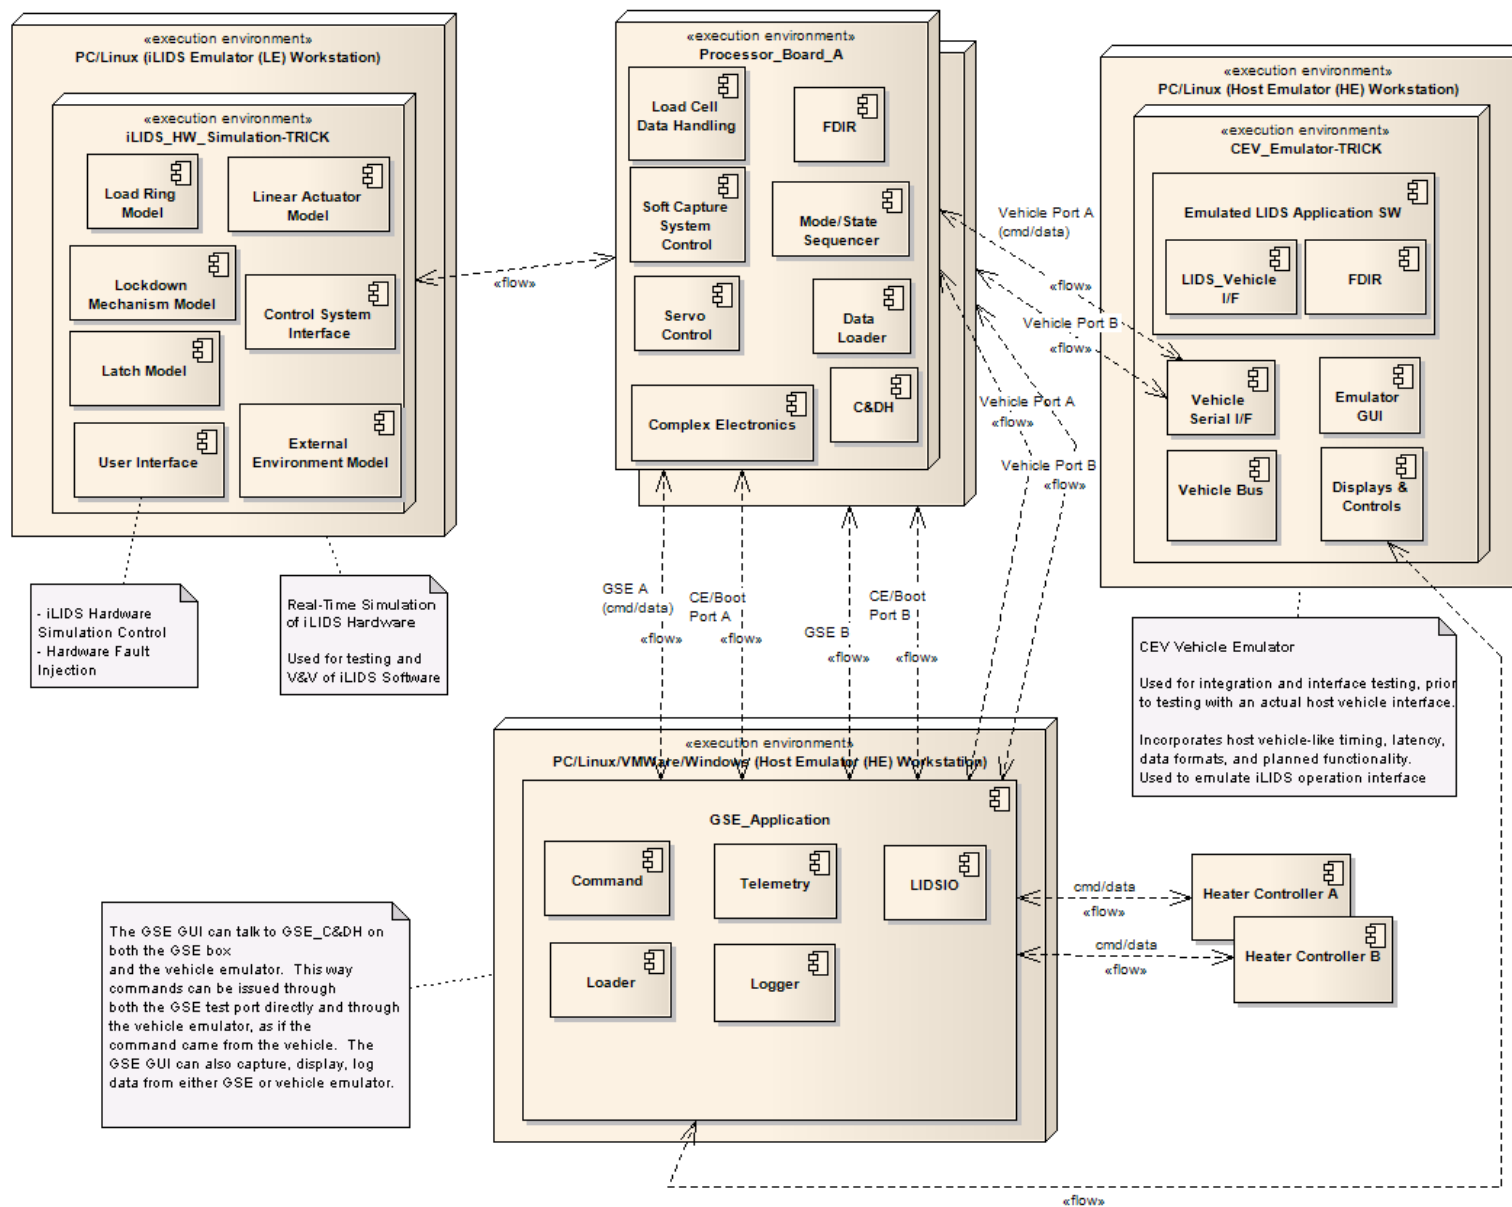 «execution environment»
PC/Linux (iLIDS Emulator (LE) Workstation)
«execution environment»
iLIDS_HW_Simulation-TRICK
Load Ring
Model
Linear Actuator
Model
Lockdown
Mechanism Model
Control System
Interface
Latch Model
User Interface
External
Environment Model
- iLIDS Hardware
Simulation Control
- Hardware Fault
Injection
Real-Time Simulation
of iLIDS Hardware
Used for testing and
V&V of iLIDS Software
«flow»
«execution environment»
Processor_Board_A
Load Cell
Data Handling
FDIR
Soft Capture
System
Control
Mode/State
Sequencer
Servo
Control
Data
Loader
Complex Electronics
C&DH
Vehicle Port A
(cmd/data)
«flow»
Vehicle Port B
«flow»
Vehicle Port A
«flow»
Vehicle Port B
«flow»
«execution environment»
PC/Linux (Host Emulator (HE) Workstation)
«execution environment»
CEV_Emulator-TRICK
Emulated LIDS Application SW
LIDS_Vehicle
I/F
FDIR
Vehicle
Serial I/F
Emulator
GUI
Vehicle Bus
Displays &
Controls
CEV Vehicle Emulator
Used for integration and interface testing, prior
to testing with an actual host vehicle interface.
Incorporates host vehicle-like timing, latency,
data formats, and planned functionality.
Used to emulate iLIDS operation interface
GSE A
(cmd/data)
«flow»
CE/Boot
Port A
«flow»
GSE B
«flow»
CE/Boot
Port B
«flow»
«execution environment»
PC/Linux/VMWare/Windows (Host Emulator (HE) Workstation)
GSE_Application
Command
Telemetry
LIDSIO
Loader
Logger
cmd/data
«flow»
cmd/data
«flow»
Heater Controller A
Heater Controller B
The GSE GUI can talk to GSE_C&DH on
both the GSE box
and the vehicle emulator. This way
commands can be issued through
both the GSE test port directly and through
the vehicle emulator, as if the
command came from the vehicle. The
GSE GUI can also capture, display, log
data from either GSE or vehicle emulator.
«flow»